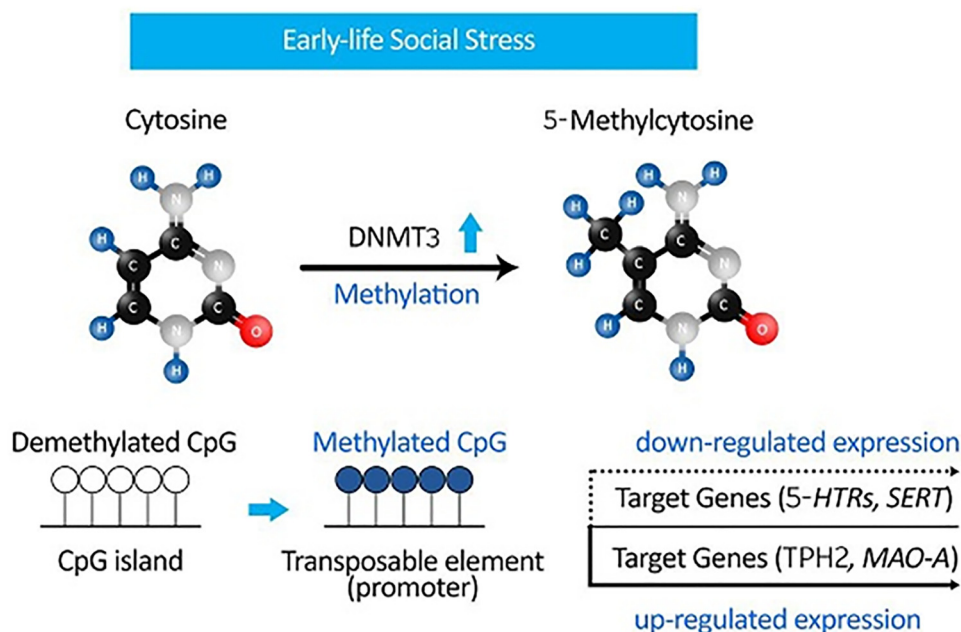 Early-life Social Stress
Cytosine
5-Methylcytosine
H H
N
H
C
C
N
C
C
H
N
O
H
DNMT3
Methylation
H H
H H
N
C
C
H
C
N
C
C
H
N
O
H
Demethylated CpG
CpG island
Methylated CpG
Transposable element
(promoter)
down-regulated expression
Target Genes (5-HTRs, SERT)
Target Genes (TPH2, MAO-A)
up-regulated expression